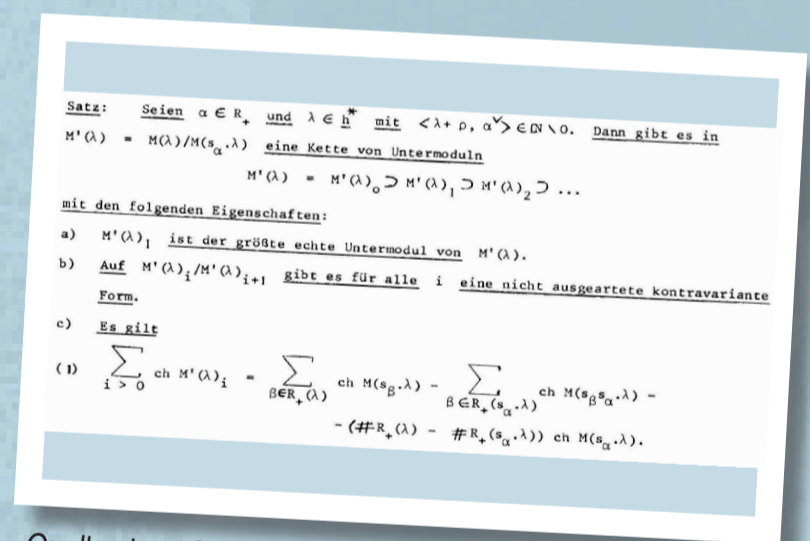 Satz: Seien α ∈ R₊ und λ ∈ h* mit <λ+ ρ, α^∨> ∈ ℕ \ 0. Dann gibt es in
M'(λ) = M(λ)/M(s_α.λ) eine Kette von Untermoduln
M'(λ) = M'(λ)₀ ⊃ M'(λ)₁ ⊃ M'(λ)₂ ⊃ ...
mit den folgenden Eigenschaften:
a) M'(λ)₁ ist der größte echte Untermodul von M'(λ).
b) Auf M'(λ)_i/M'(λ)_{i+1} gibt es für alle i eine nicht ausgeartete kontravariante
Form.
c) Es gilt
(1) ∑_{i > 0} ch M'(λ)_i = ∑_{β∈R₊(λ)} ch M(s_β.λ) - ∑_{β∈R₊(s_α.λ)} ch M(s_β s_α.λ) -
- (#R₊(λ) - #R₊(s_α.λ)) ch M(s_α.λ).